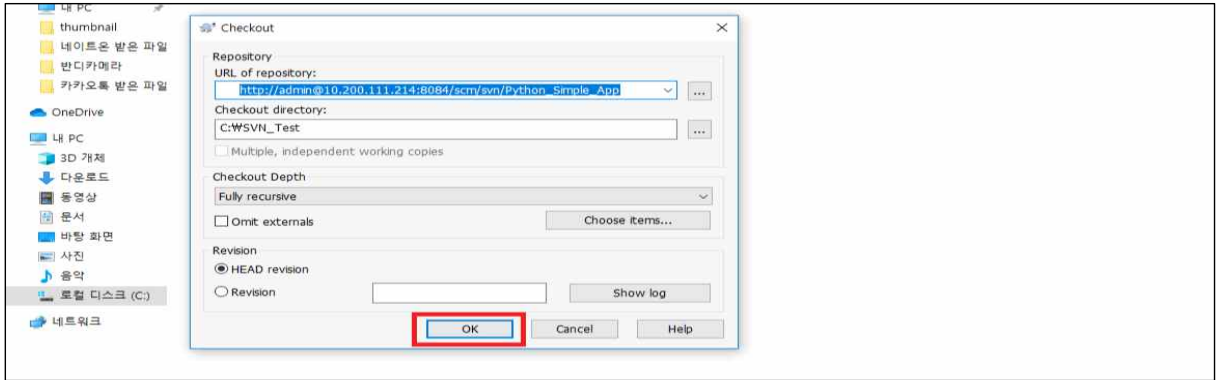 내 PC
thumbnail
네이트온 받은 파일
반디카메라
카카오톡 받은 파일
OneDrive
내 PC
3D 개체
다운로드
동영상
문서
바탕 화면
사진
음악
로컬 디스크 (C:)
네트워크
Checkout
Repository
URL of repository:
http://admin@10.200.111.214:8084/scm/svn/Python_Simple_App
...
Checkout directory:
C:₩SVN_Test
...
Multiple, independent working copies
Checkout Depth
Fully recursive
Omit externals
Choose items...
Revision
HEAD revision
Revision
Show log
OK
Cancel
Help